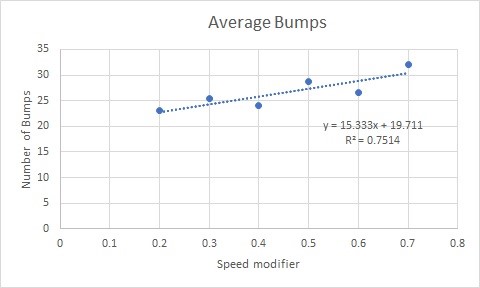 Average Bumps
35
30
25
20
15
10
5
0
Number of Bumps
y = 15.333x + 19.711
R² = 0.7514
0 0.1 0.2 0.3 0.4 0.5 0.6 0.7 0.8
Speed modifier